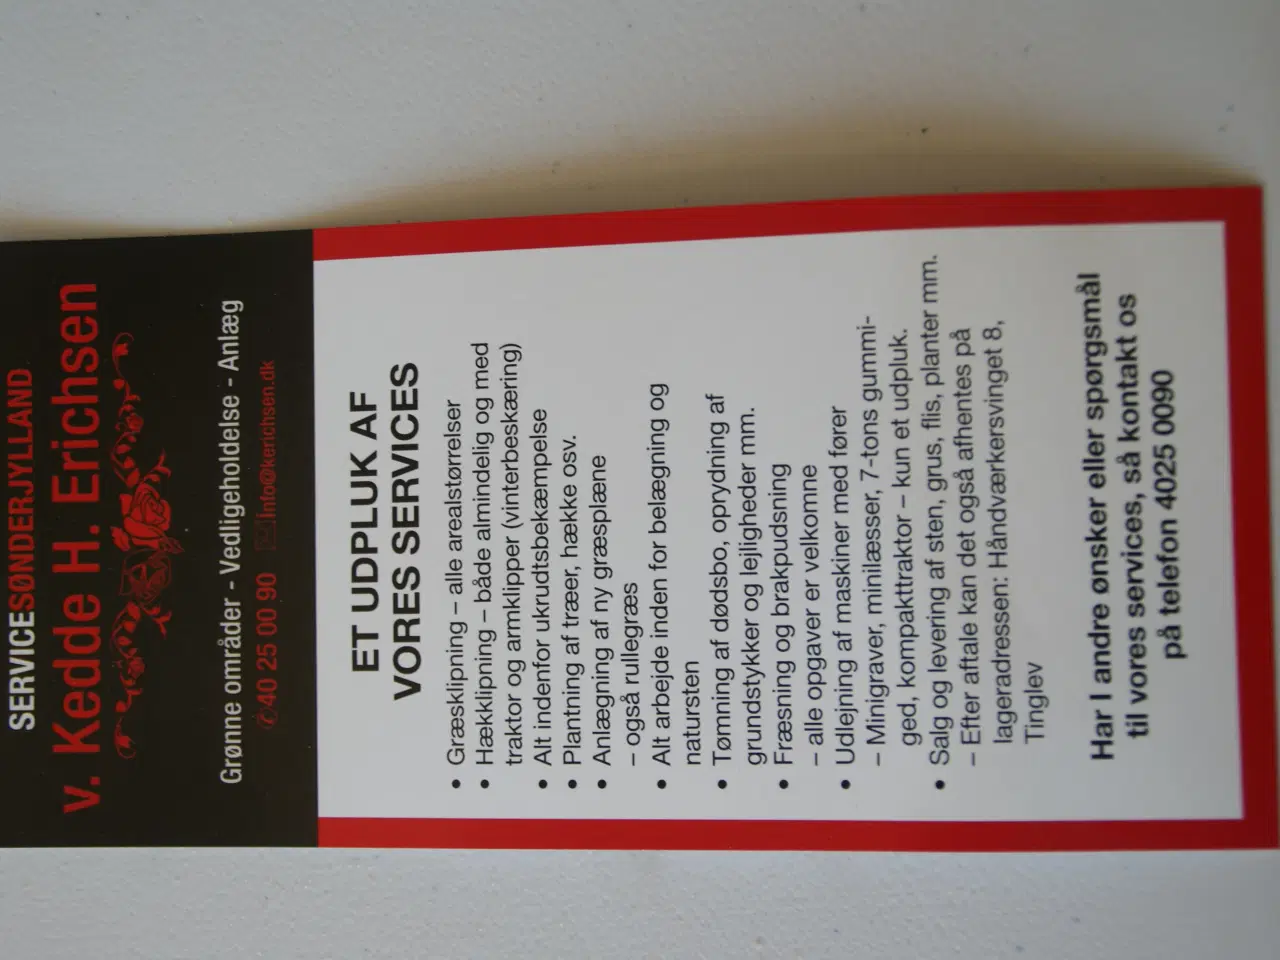 SERVICESØNDERJYLLAND
v. Kedde H. Erichsen
Grønne områder - Vedligeholdelse - Anlæg
✆40 25 00 90 ✉info@kerichsen.dk
ET UDPLUK AF
VORES SERVICES
• Græsklipning – alle arealstørrelser
• Hækklipning – både almindelig og med
traktor og armklipper (vinterbeskæring)
• Alt indenfor ukrudtsbekæmpelse
• Plantning af træer, hække osv.
• Anlægning af ny græsplæne
– også rullegræs
• Alt arbejde inden for belægning og
natursten
• Tømning af dødsbo, oprydning af
grundstykker og lejligheder mm.
• Fræsning og brakpudsning
– alle opgaver er velkomne
• Udlejning af maskiner med fører
– Minigraver, minilæsser, 7-tons gummi-
ged, kompakttraktor – kun et udpluk.
• Salg og levering af sten, grus, flis, planter mm.
– Efter aftale kan det også afhentes på
lageradressen: Håndværkersvinget 8,
Tinglev
Har I andre ønsker eller spørgsmål
til vores services, så kontakt os
på telefon 4025 0090